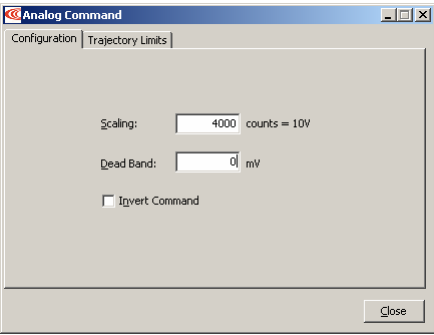 Analog Command
Configuration Trajectory Limits
Scaling: 4000 counts = 10V
Dead Band: 0 mV
Invert Command
Close